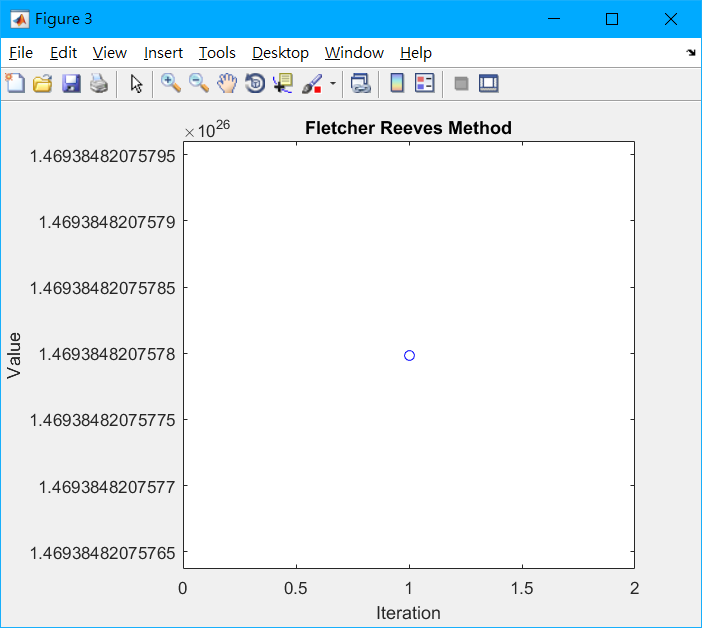 Figure 3
File Edit View Insert Tools Desktop Window Help
×10^26
Fletcher Reeves Method
1.46938482075795
1.4693848207579
1.46938482075785
1.4693848207578
1.46938482075775
1.4693848207577
1.46938482075765
Value
0 0.5 1 1.5 2
Iteration